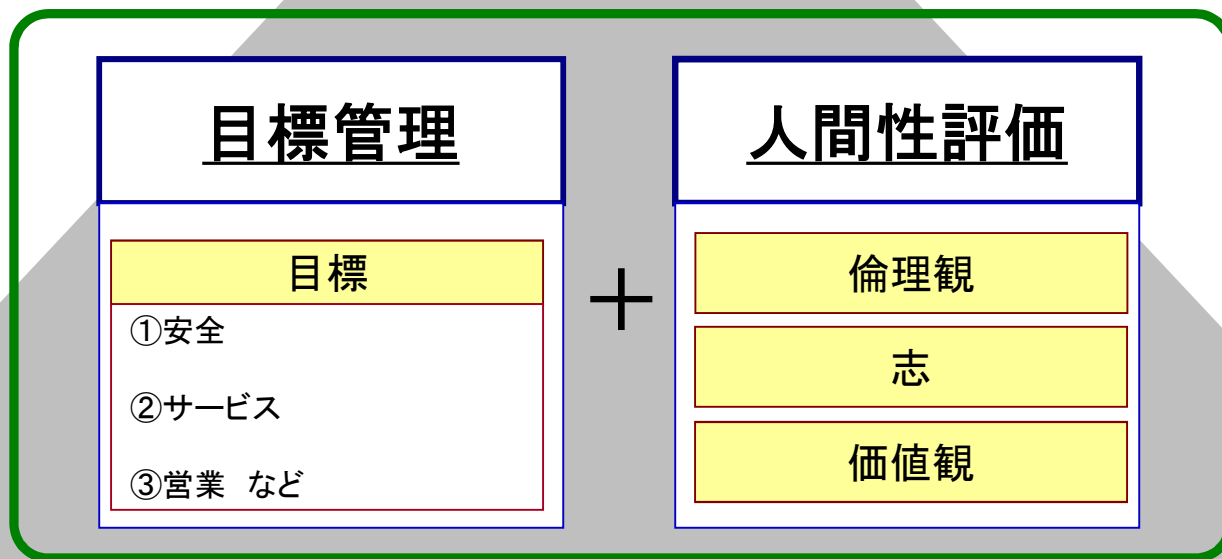 目標管理
目標
①安全
②サービス
③営業 など
＋
人間性評価
倫理観
志
価値観